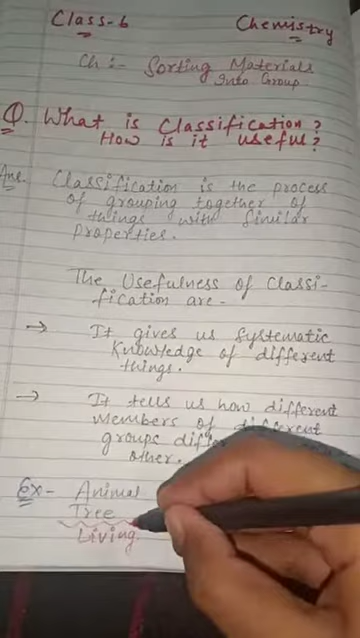 Class-6 Chemistry
Ch :- Sorting Materials
Into Group.
Q. What is Classification?
How is it useful?
Ans. Classification is the process
of grouping together of
things with Similar
properties.
The Usefulness of Classi-
fication are-
→ It gives us Systematic
Knowledge of different
things.
→ It tells us how different
Members of different
groups
other.
Ex- Animal
Tree
Living